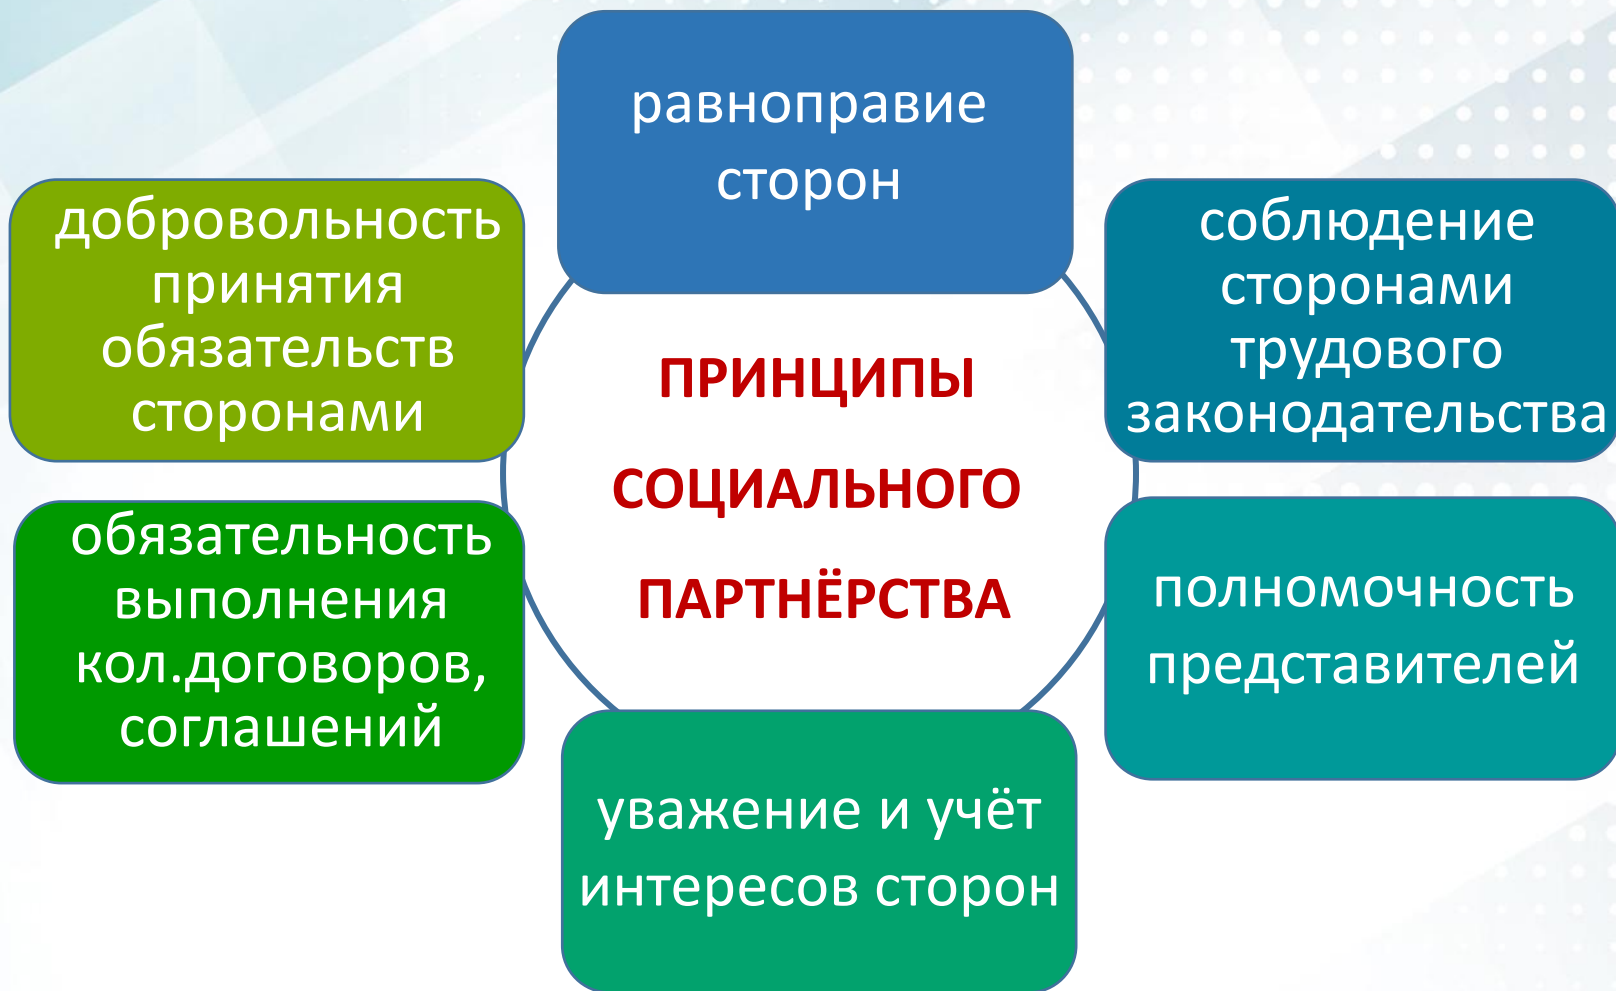 равноправие
сторон
соблюдение
сторонами
трудового
законодательства
полномочность
представителей
уважение и учёт
интересов сторон
обязательность
выполнения
кол.договоров,
соглашений
добровольность
принятия
обязательств
сторонами
ПРИНЦИПЫ
СОЦИАЛЬНОГО
ПАРТНЁРСТВА